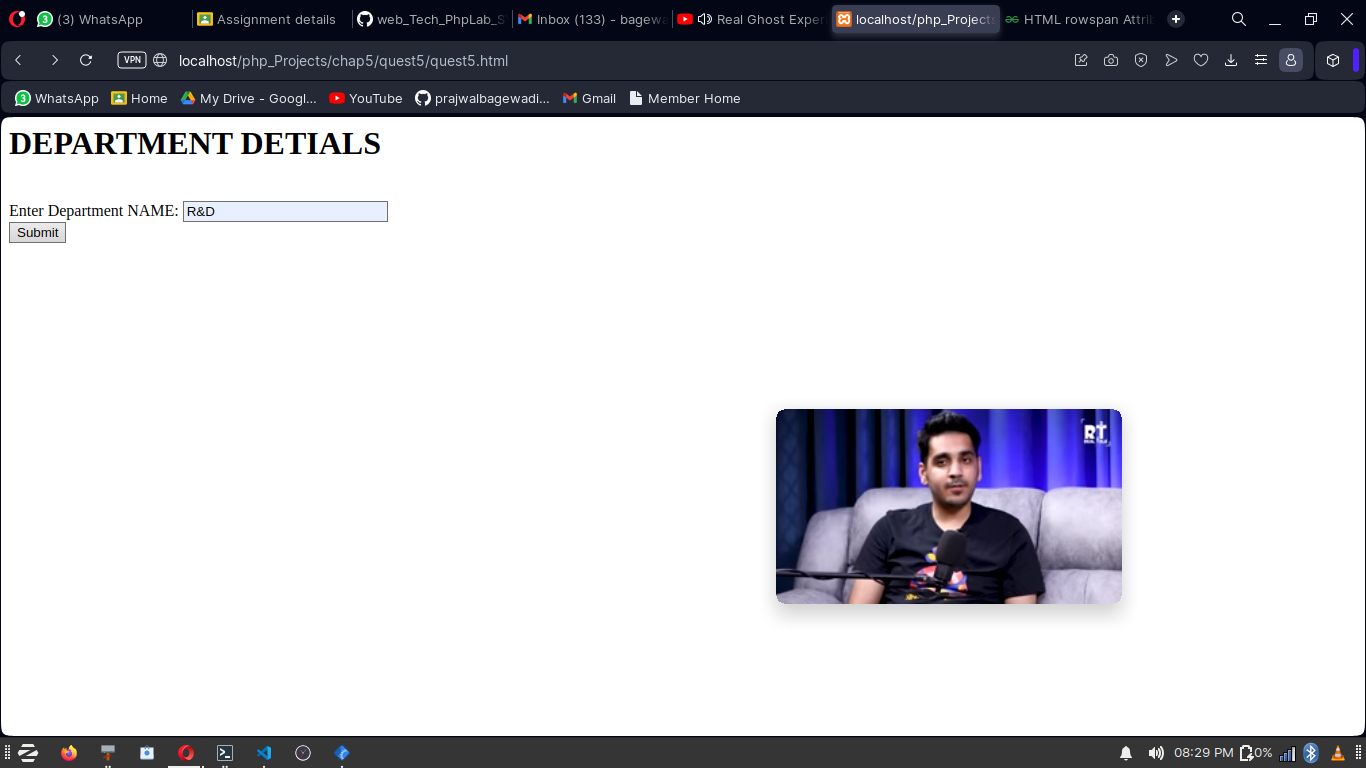 (3) WhatsApp
Assignment details
web_Tech_PhpLab_S
Inbox (133) - bagewa
Real Ghost Exper
localhost/php_Projects
HTML rowspan Attrib
VPN
localhost/php_Projects/chap5/quest5/quest5.html
3 WhatsApp
Home
My Drive - Googl...
YouTube
prajwalbagewadi...
Gmail
Member Home
DEPARTMENT DETIALS
Enter Department NAME: R&D
Submit
RT
08:29 PM
0%